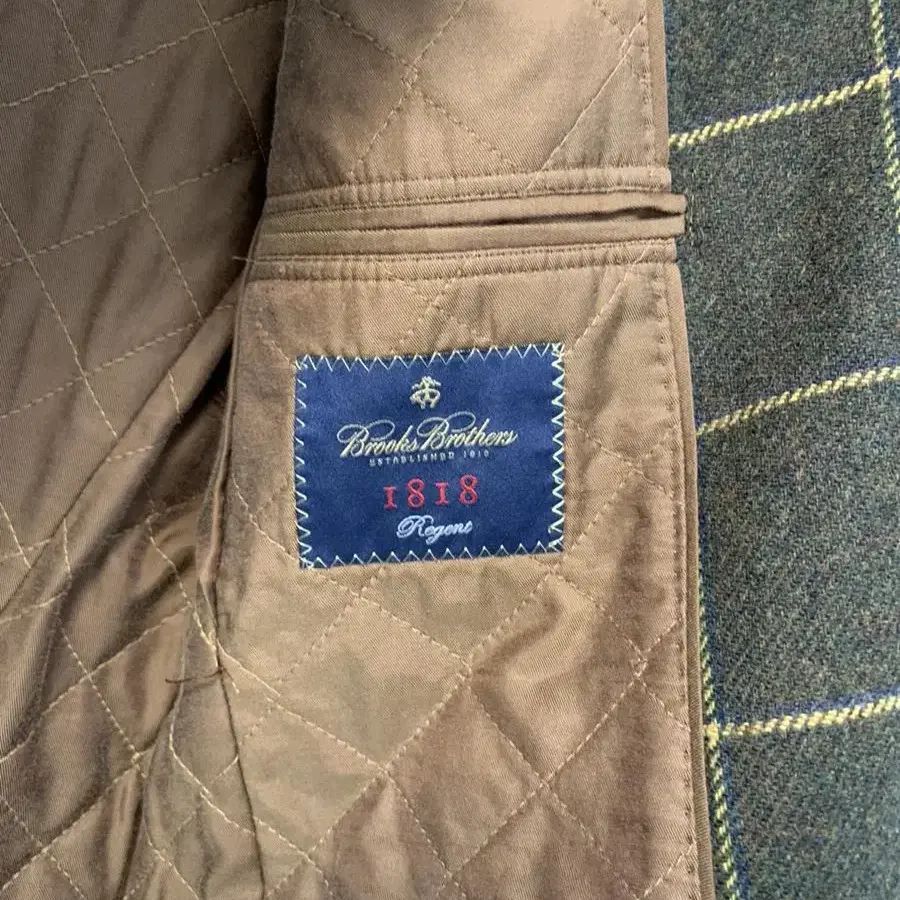 Brooks Brothers
ESTABLISHED 1818
1818
Regent